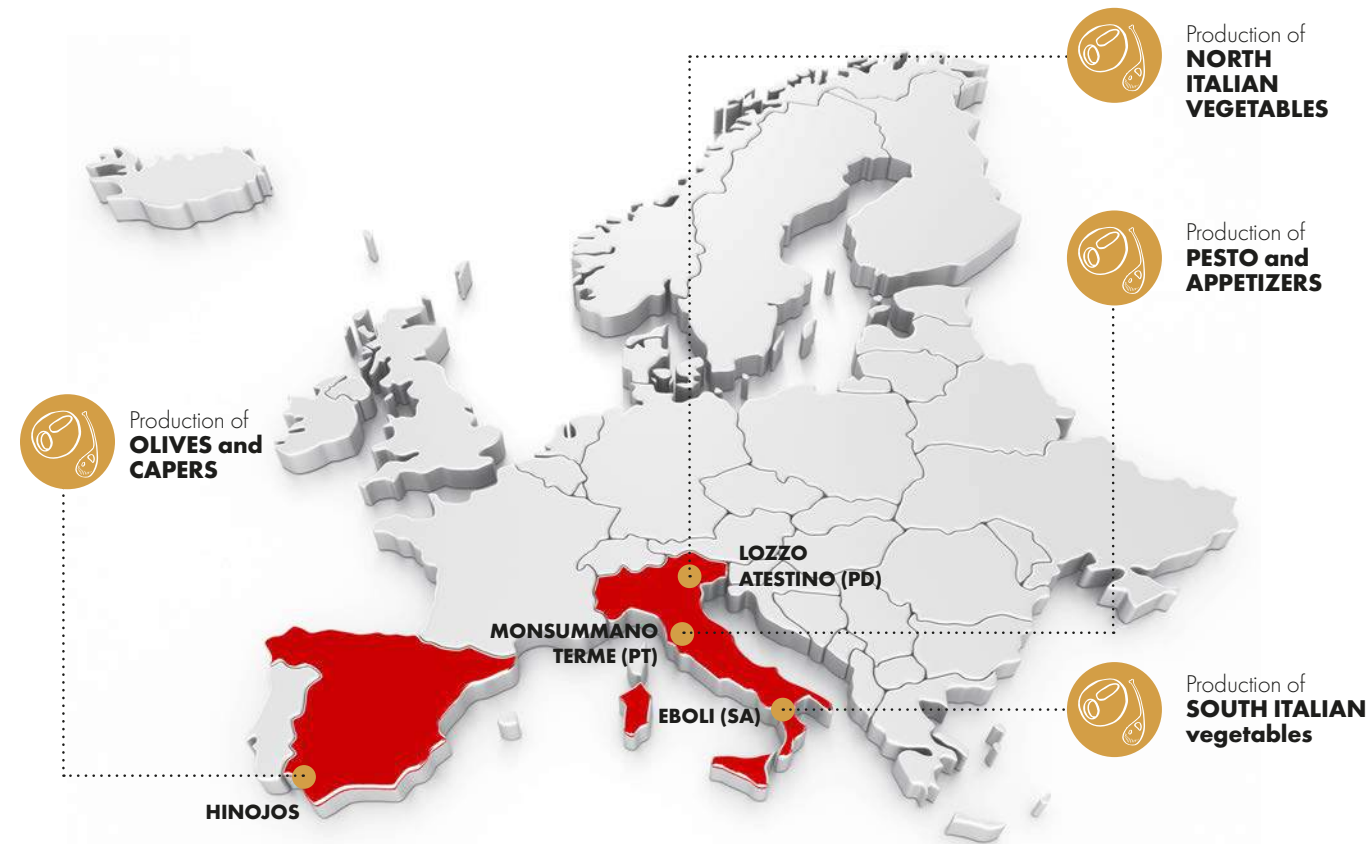 Production of
NORTH
ITALIAN
VEGETABLES
Production of
PESTO and
APPETIZERS
Production of
OLIVES and
CAPERS
LOZZO
ATESTINO (PD)
MONSUMMANO
TERME (PT)
EBOLI (SA)
Production of
SOUTH ITALIAN
vegetables
HINOJOS